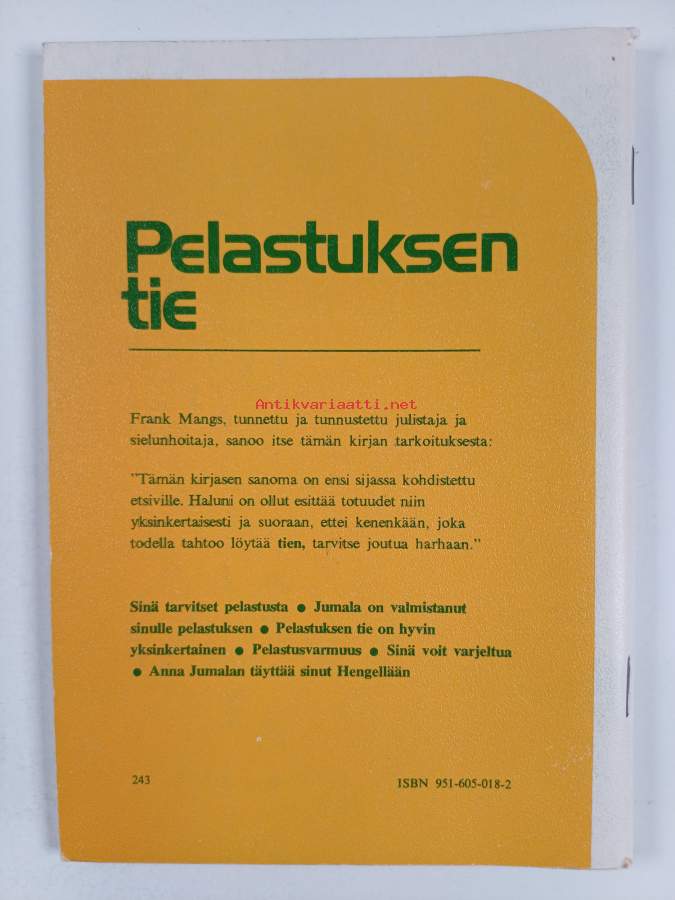 Pelastuksen
tie
Antikvariaatti.net
Frank Mangs, tunnettu ja tunnustettu julistaja ja
sielunhoitaja, sanoo itse tämän kirjan tarkoituksesta:
"Tämän kirjasen sanoma on ensi sijassa kohdistettu
etsiville. Haluni on ollut esittää totuudet niin
yksinkertaisesti ja suoraan, ettei kenenkään, joka
todella tahtoo löytää tien, tarvitse joutua harhaan."
Sinä tarvitset pelastusta ● Jumala on valmistanut
sinulle pelastuksen ● Pelastuksen tie on hyvin
yksinkertainen ● Pelastusvarmuus ● Sinä voit varjeltua
● Anna Jumalan täyttää sinut Hengellään
243
ISBN 951-605-018-2